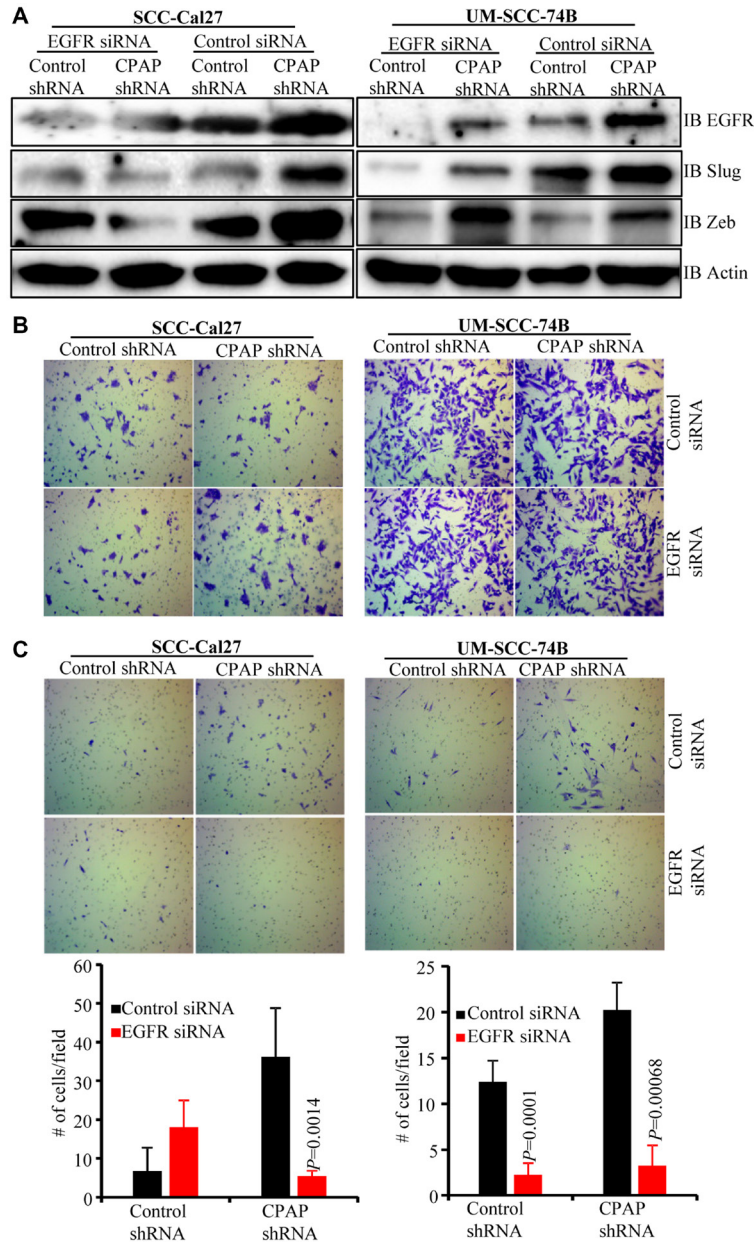 A
SCC-Cal27
UM-SCC-74B
EGFR siRNA
Control siRNA
EGFR siRNA
Control siRNA
Control shRNA
CPAP shRNA
Control shRNA
CPAP shRNA
Control shRNA
CPAP shRNA
Control shRNA
CPAP shRNA
IB EGFR
IB Slug
IB Zeb
IB Actin
B
SCC-Cal27
UM-SCC-74B
Control shRNA
CPAP shRNA
Control shRNA
CPAP shRNA
Control siRNA
EGFR siRNA
C
SCC-Cal27
UM-SCC-74B
Control shRNA
CPAP shRNA
Control shRNA
CPAP shRNA
Control siRNA
EGFR siRNA
# of cells/field
60
50
40
30
20
10
0
Control siRNA
EGFR siRNA
P=0.0014
Control shRNA
CPAP shRNA
# of cells/field
25
20
15
10
5
0
Control siRNA
EGFR siRNA
P=0.0001
P=0.00068
Control shRNA
CPAP shRNA